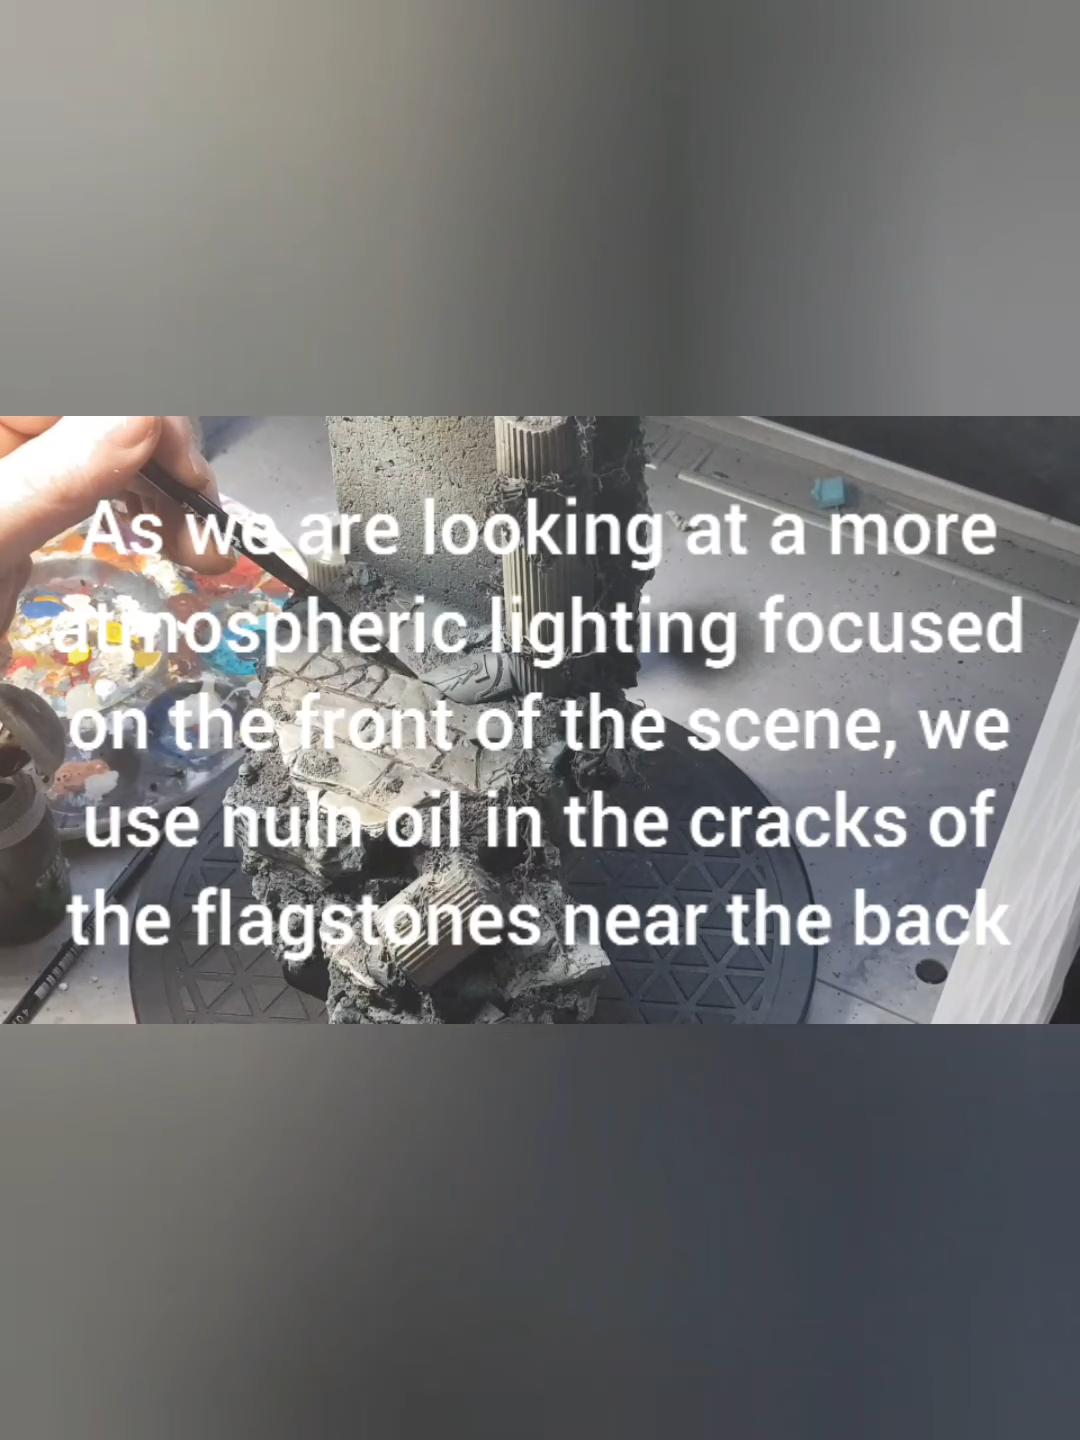 As we are looking at a more
atmospheric lighting focused
on the front of the scene, we
use nuln oil in the cracks of
the flagstones near the back